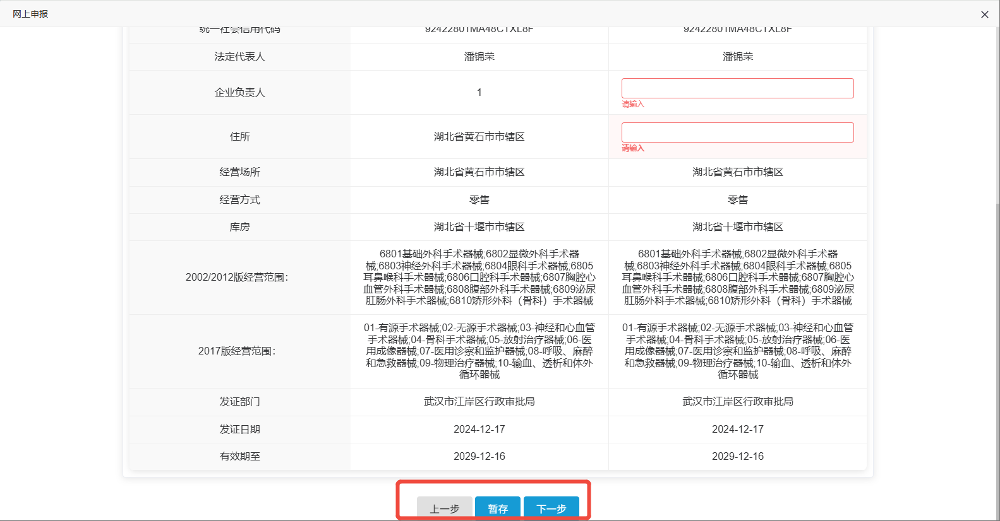 网上申报
统一社会信用代码 92422801MA48C1XL8F 92422801MA48C1XL8F
法定代表人 潘锦荣 潘锦荣
企业负责人 1
请输入
住所 湖北省黄石市市辖区
请输入
经营场所 湖北省黄石市市辖区 湖北省黄石市市辖区
经营方式 零售 零售
库房 湖北省十堰市市辖区 湖北省十堰市市辖区
2002/2012版经营范围:
6801基础外科手术器械;6802显微外科手术器
械;6803神经外科手术器械;6804眼科手术器械;6805
耳鼻喉科手术器械;6806口腔科手术器械;6807胸腔心
血管外科手术器械;6808腹部外科手术器械;6809泌尿
肛肠外科手术器械;6810矫形外科（骨科）手术器械
6801基础外科手术器械;6802显微外科手术器
械;6803神经外科手术器械;6804眼科手术器械;6805
耳鼻喉科手术器械;6806口腔科手术器械;6807胸腔心
血管外科手术器械;6808腹部外科手术器械;6809泌尿
肛肠外科手术器械;6810矫形外科（骨科）手术器械
2017版经营范围:
01-有源手术器械;02-无源手术器械;03-神经和心血管
手术器械;04-骨科手术器械;05-放射治疗器械;06-医
用成像器械;07-医用诊察和监护器械;08-呼吸、麻醉
和急救器械;09-物理治疗器械;10-输血、透析和体外
循环器械
01-有源手术器械;02-无源手术器械;03-神经和心血管
手术器械;04-骨科手术器械;05-放射治疗器械;06-医
用成像器械;07-医用诊察和监护器械;08-呼吸、麻醉
和急救器械;09-物理治疗器械;10-输血、透析和体外
循环器械
发证部门 武汉市江岸区行政审批局 武汉市江岸区行政审批局
发证日期 2024-12-17 2024-12-17
有效期至 2029-12-16 2029-12-16
上一步 暂存 下一步